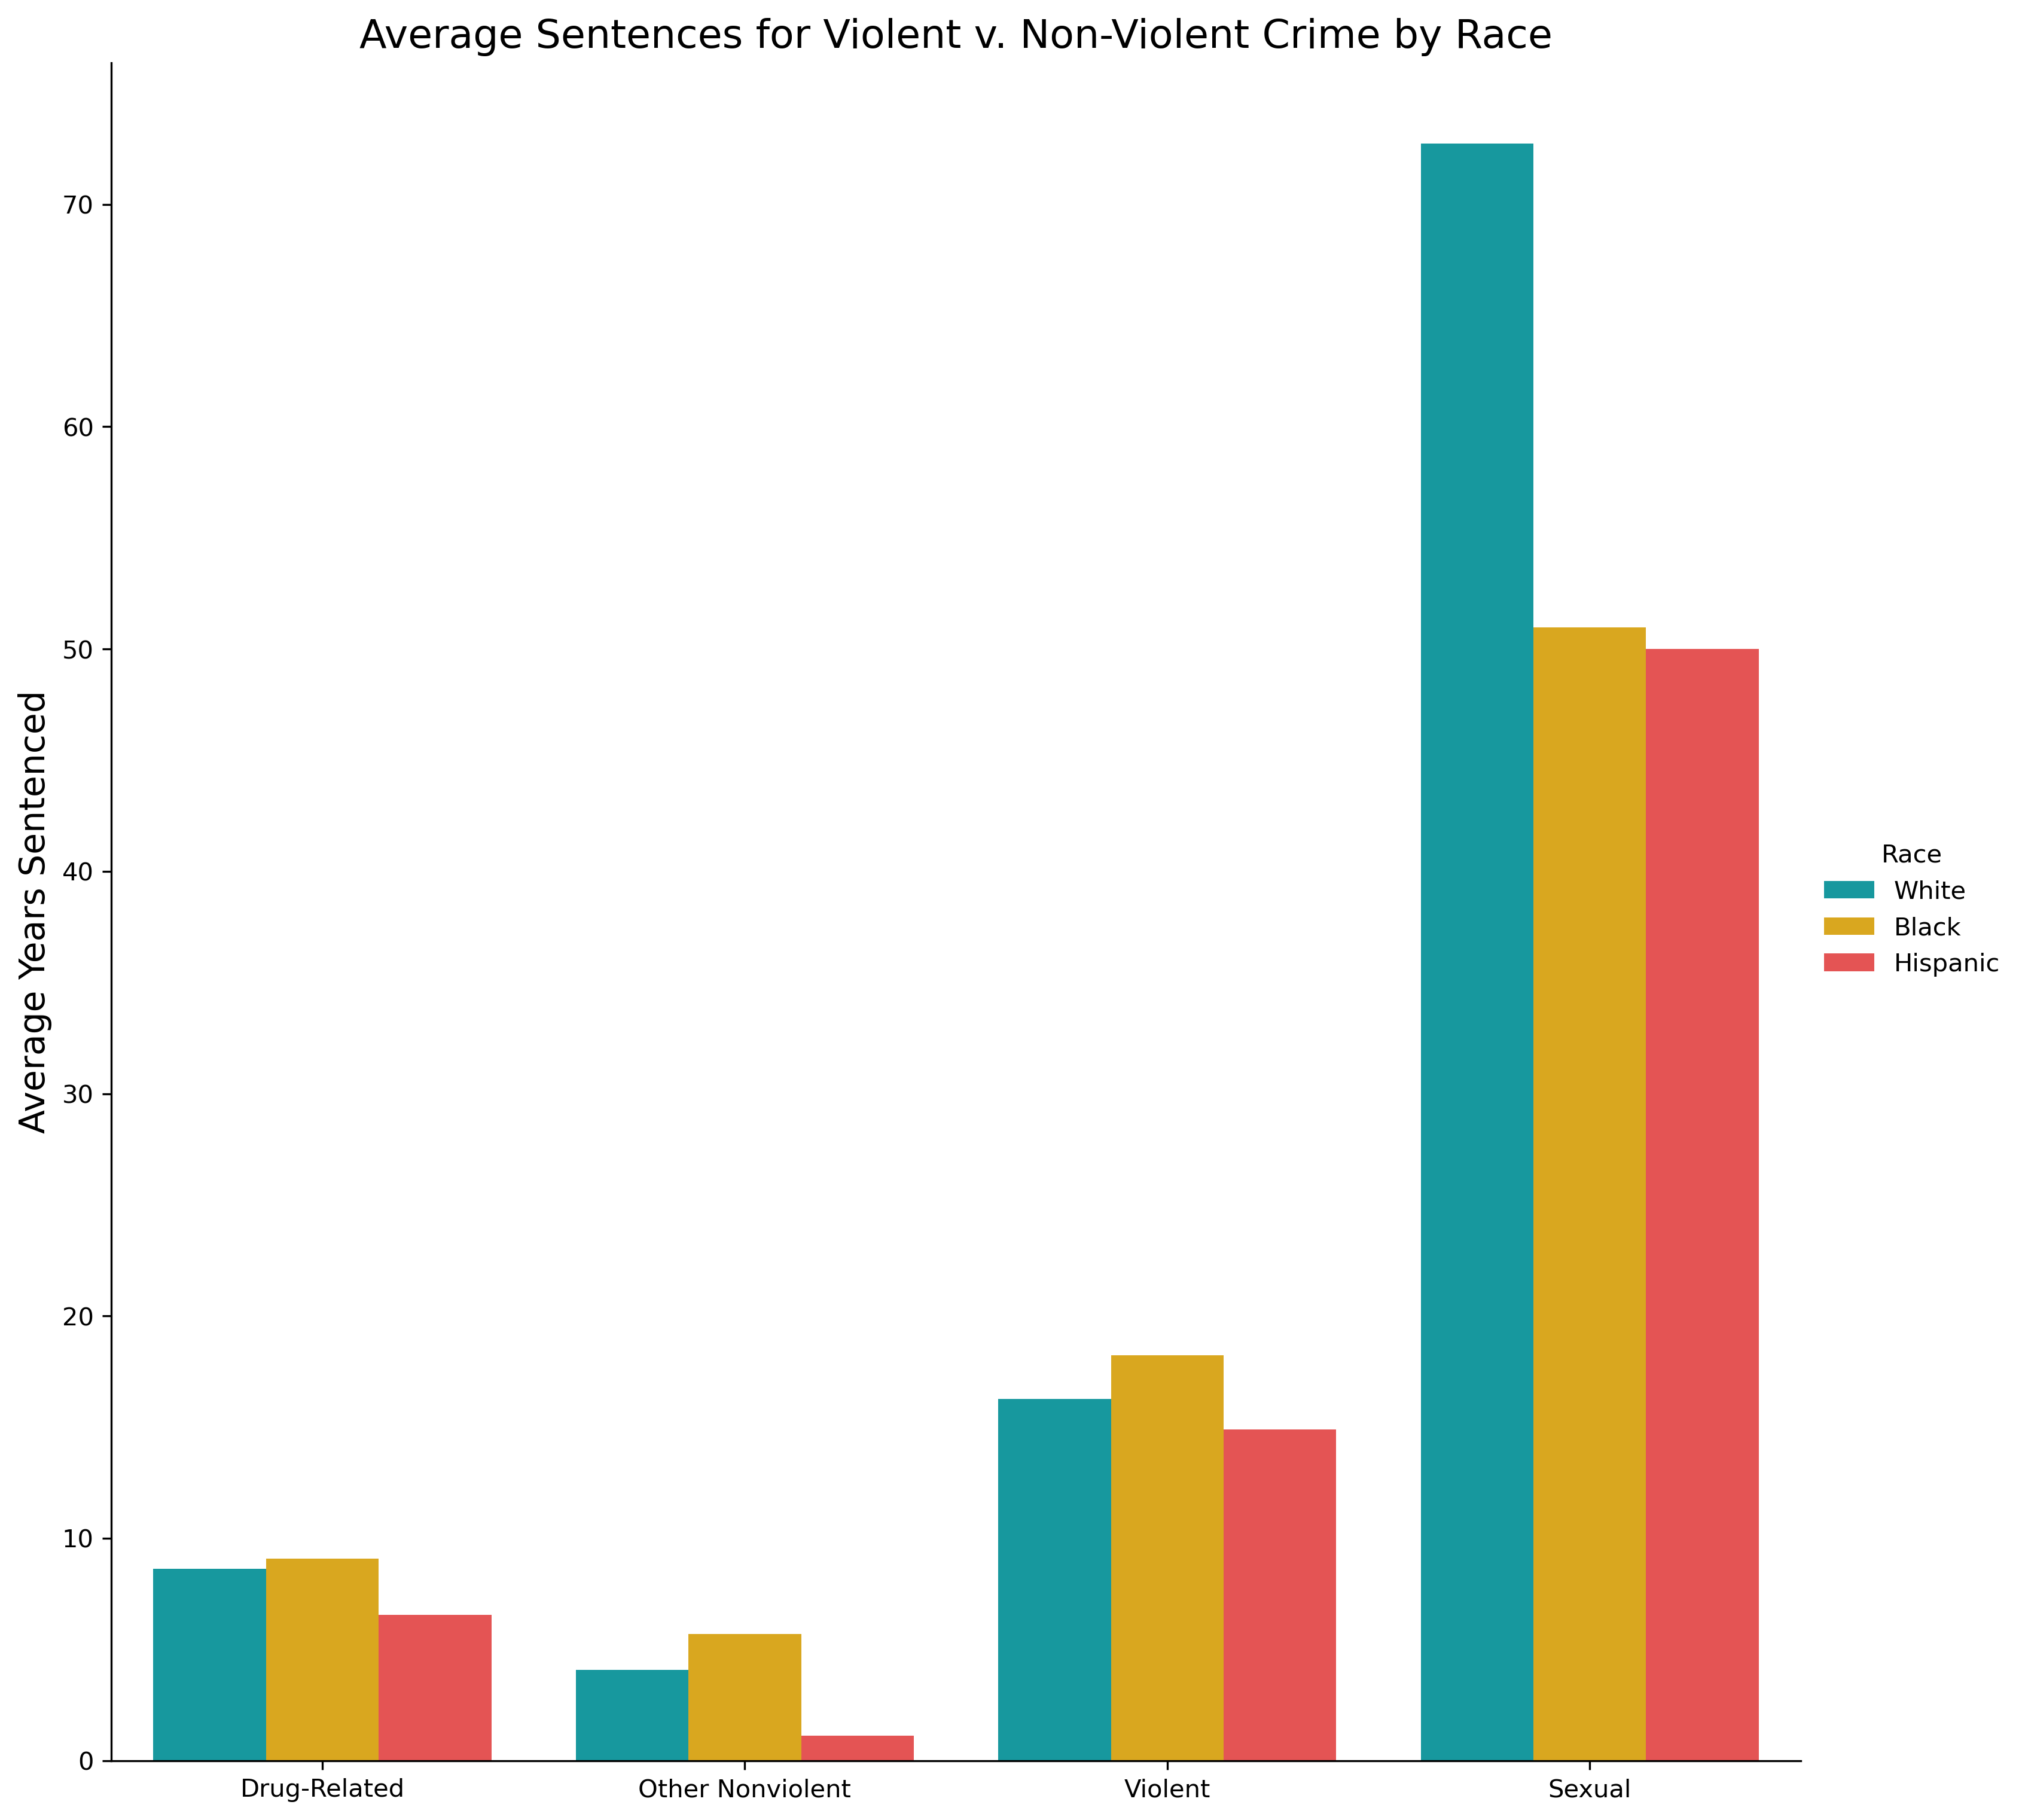 Average Sentences for Violent v. Non-Violent Crime by Race
Average Years Sentenced
70
60
50
40
30
20
10
0
Drug-Related
Other Nonviolent
Violent
Sexual
Race
White
Black
Hispanic